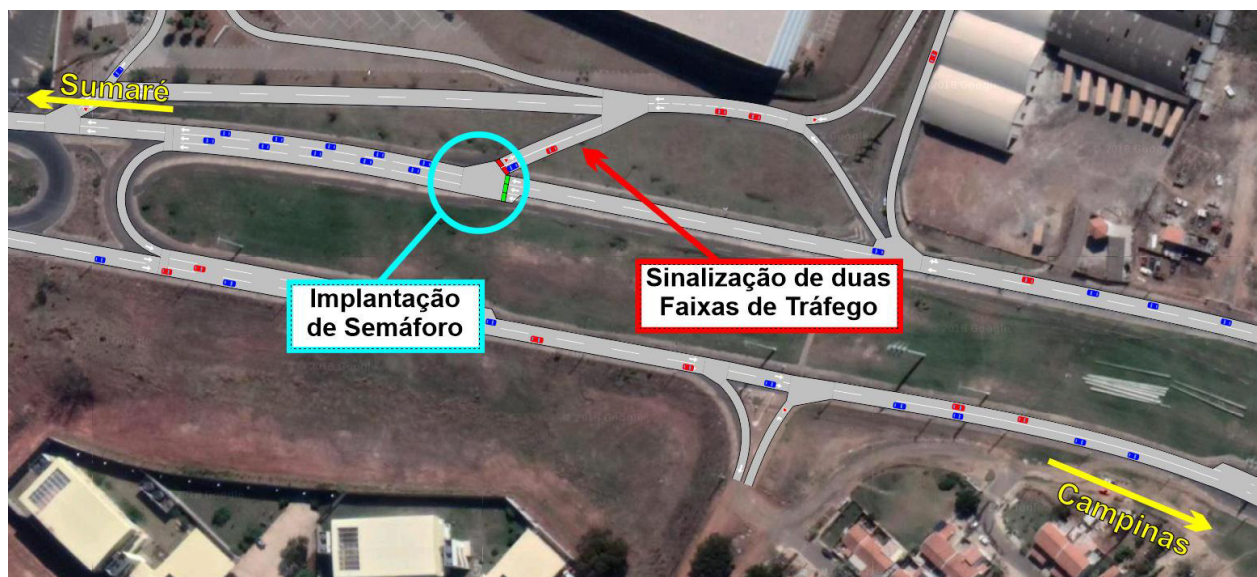 Sumaré
Implantação
de Semáforo
Sinalização de duas
Faixas de Tráfego
Campinas